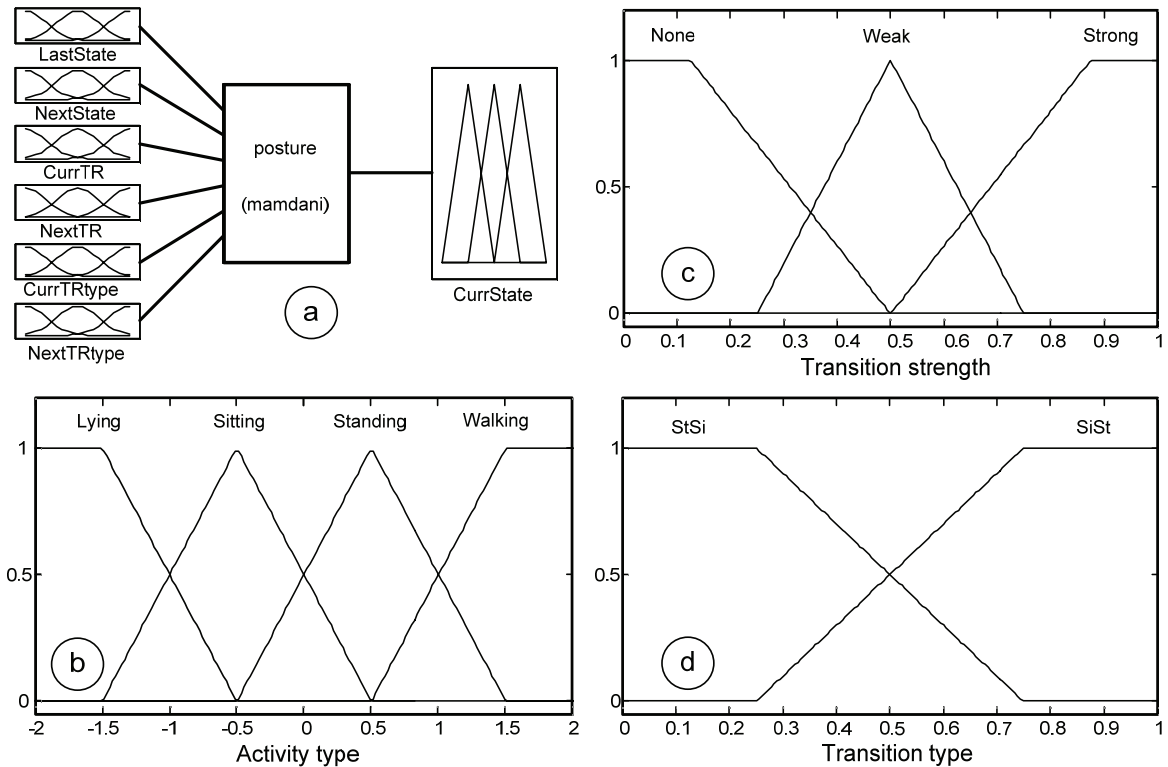 LastState
NextState
CurrTR
NextTR
CurrTRtype
NextTRtype
posture
(mamdani)
CurrState
a
None Weak Strong
1
0.5
0
c
0 0.1 0.2 0.3 0.4 0.5 0.6 0.7 0.8 0.9 1
Transition strength
Lying Sitting Standing Walking
1
0.5
0
b
-2 -1.5 -1 -0.5 0 0.5 1 1.5 2
Activity type
StSi SiSt
1
0.5
0
d
0 0.1 0.2 0.3 0.4 0.5 0.6 0.7 0.8 0.9 1
Transition type